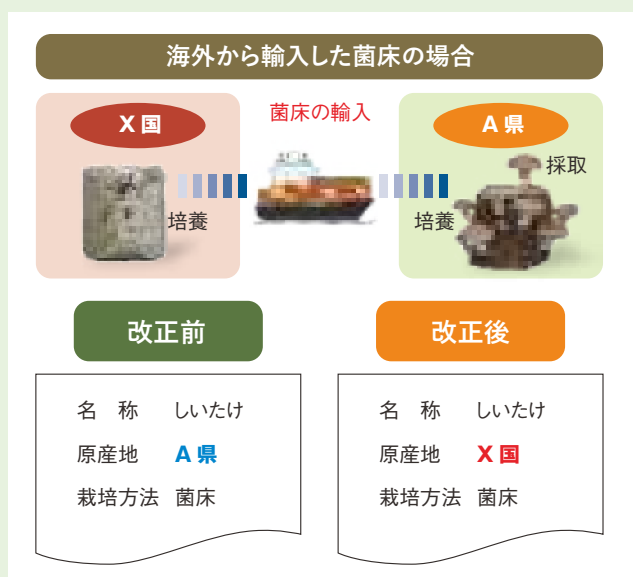 海外から輸入した菌床の場合
X国
菌床の輸入
A県
採取
培養
培養
改正前
改正後
名　称　しいたけ
原産地　A県
栽培方法　菌床
名　称　しいたけ
原産地　X国
栽培方法　菌床